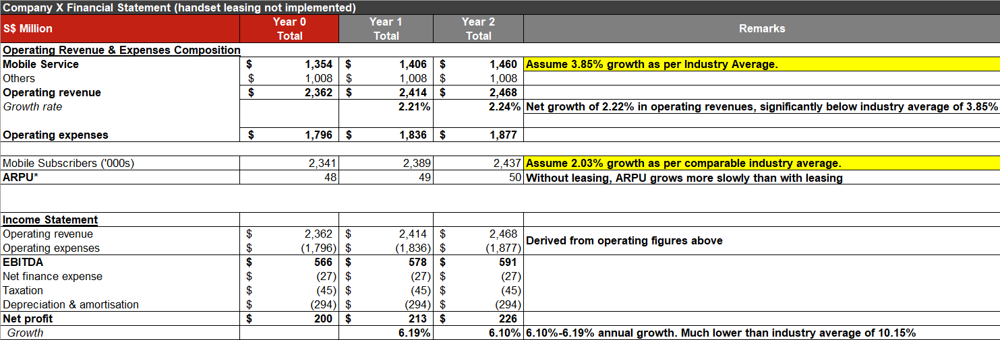 Company X Financial Statement (handset leasing not implemented)
S$ Million Year 0 Total Year 1 Total Year 2 Total Remarks
Operating Revenue & Expenses Composition
Mobile Service $ 1,354 $ 1,406 $ 1,460 Assume 3.85% growth as per Industry Average.
Others $ 1,008 $ 1,008 $ 1,008
Operating revenue $ 2,362 $ 2,414 $ 2,468
Growth rate 2.21% 2.24% Net growth of 2.22% in operating revenues, significantly below industry average of 3.85%
Operating expenses $ 1,796 $ 1,836 $ 1,877
Mobile Subscribers ('000s) 2,341 2,389 2,437 Assume 2.03% growth as per comparable industry average.
ARPU* 48 49 50 Without leasing, ARPU grows more slowly than with leasing
Income Statement
Operating revenue $ 2,362 $ 2,414 $ 2,468 Derived from operating figures above
Operating expenses $ (1,796) $ (1,836) $ (1,877)
EBITDA $ 566 $ 578 $ 591
Net finance expense $ (27) $ (27) $ (27)
Taxation $ (45) $ (45) $ (45)
Depreciation & amortisation $ (294) $ (294) $ (294)
Net profit $ 200 $ 213 $ 226
Growth 6.19% 6.10% 6.10%-6.19% annual growth. Much lower than industry average of 10.15%